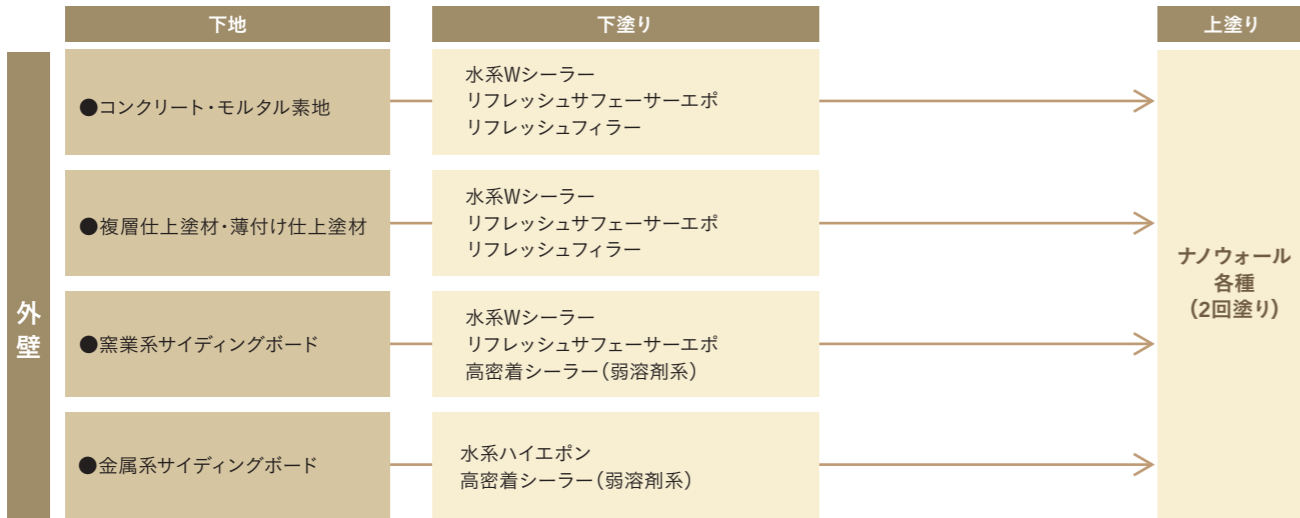 下地
下塗り
上塗り
外壁
●コンクリート・モルタル素地
水系Wシーラー
リフレッシュサフェーサーエポ
リフレッシュフィラー
●複層仕上塗材・薄付け仕上塗材
水系Wシーラー
リフレッシュサフェーサーエポ
リフレッシュフィラー
●窯業系サイディングボード
水系Wシーラー
リフレッシュサフェーサーエポ
高密着シーラー(弱溶剤系)
●金属系サイディングボード
水系ハイエポン
高密着シーラー(弱溶剤系)
ナノウォール
各種
(2回塗り)